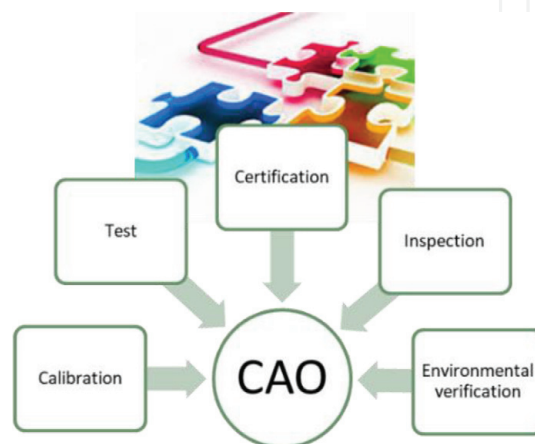 Certification
Test
Inspection
Calibration
CAO
Environmental
verification